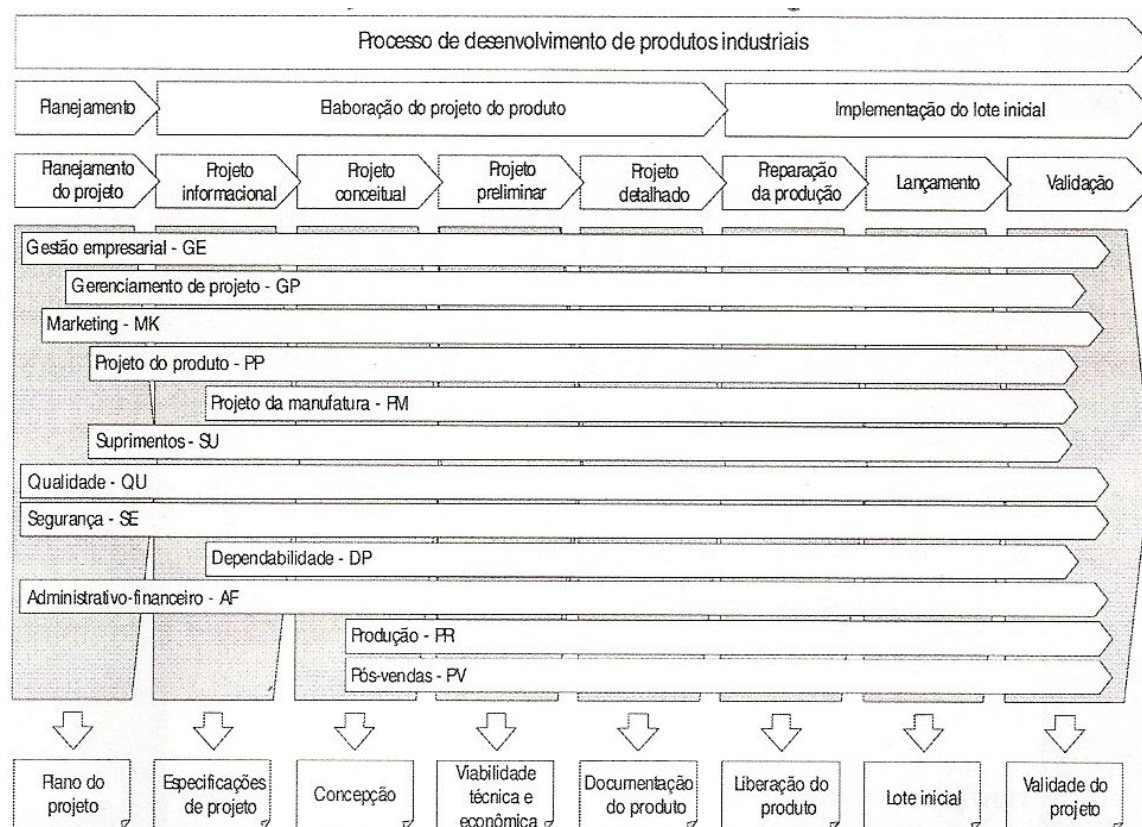 Processo de desenvolvimento de produtos industriais
Planejamento
Elaboração do projeto do produto
Implementação do lote inicial
Planejamento
do projeto
Projeto
informacional
Projeto
conceitual
Projeto
preliminar
Projeto
detalhado
Preparação
da produção
Lançamento
Validação
Gestão empresarial - GE
Gerenciamento de projeto - GP
Marketing - MK
Projeto do produto - PP
Projeto da manufatura - PM
Suprimentos - SU
Qualidade - QU
Segurança - SE
Dependabilidade - DP
Administrativo-financeiro - AF
Produção - PR
Pós-vendas - PV
Plano do
projeto
Especificações
de projeto
Concepção
Viabilidade
técnica e
econômica
Documentação
do produto
Liberação do
produto
Lote inicial
Validade do
projeto